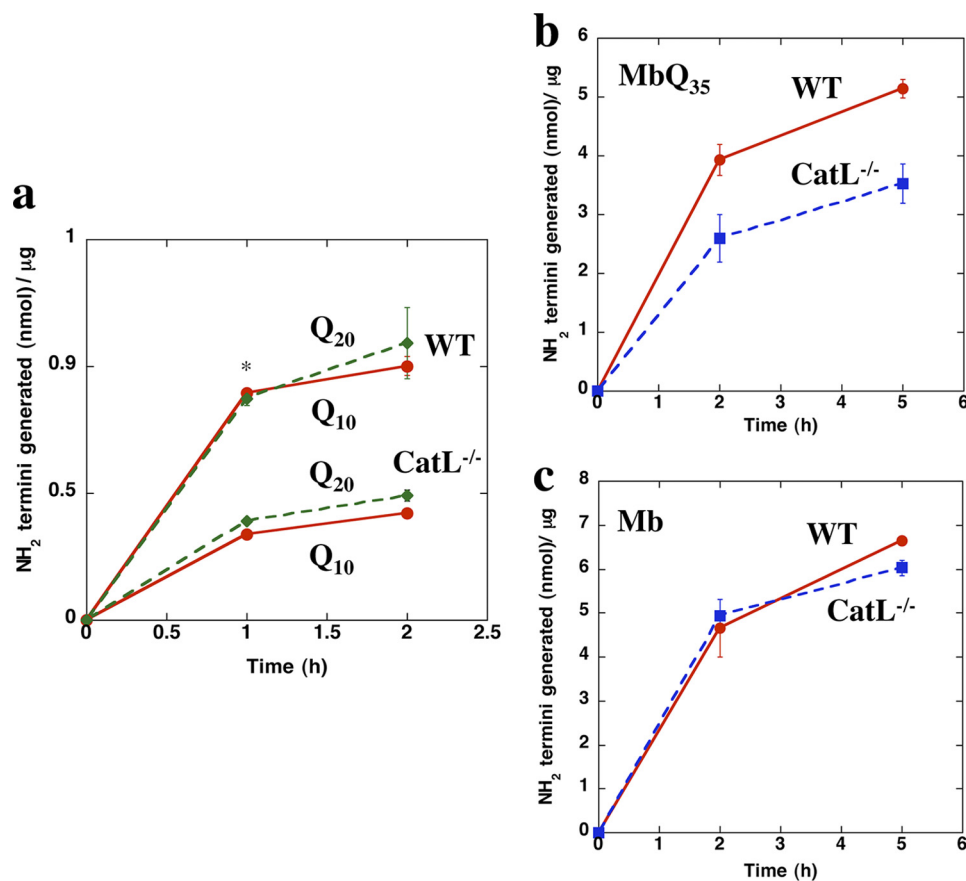 a
NH₂ termini generated (nmol)/ μg
1
0.9
0.5
0
0
0.5
1
1.5
2
2.5
Time (h)
*
Q₂₀
WT
Q₁₀
CatL⁻/⁻
Q₂₀
Q₁₀
b
NH₂ termini generated (nmol)/ μg
6
5
4
3
2
1
0
0
1
2
3
4
5
6
Time (h)
MbQ₃₅
WT
CatL⁻/⁻
c
NH₂ termini generated (nmol)/ μg
8
7
6
5
4
3
2
1
0
0
1
2
3
4
5
6
Time (h)
Mb
WT
CatL⁻/⁻